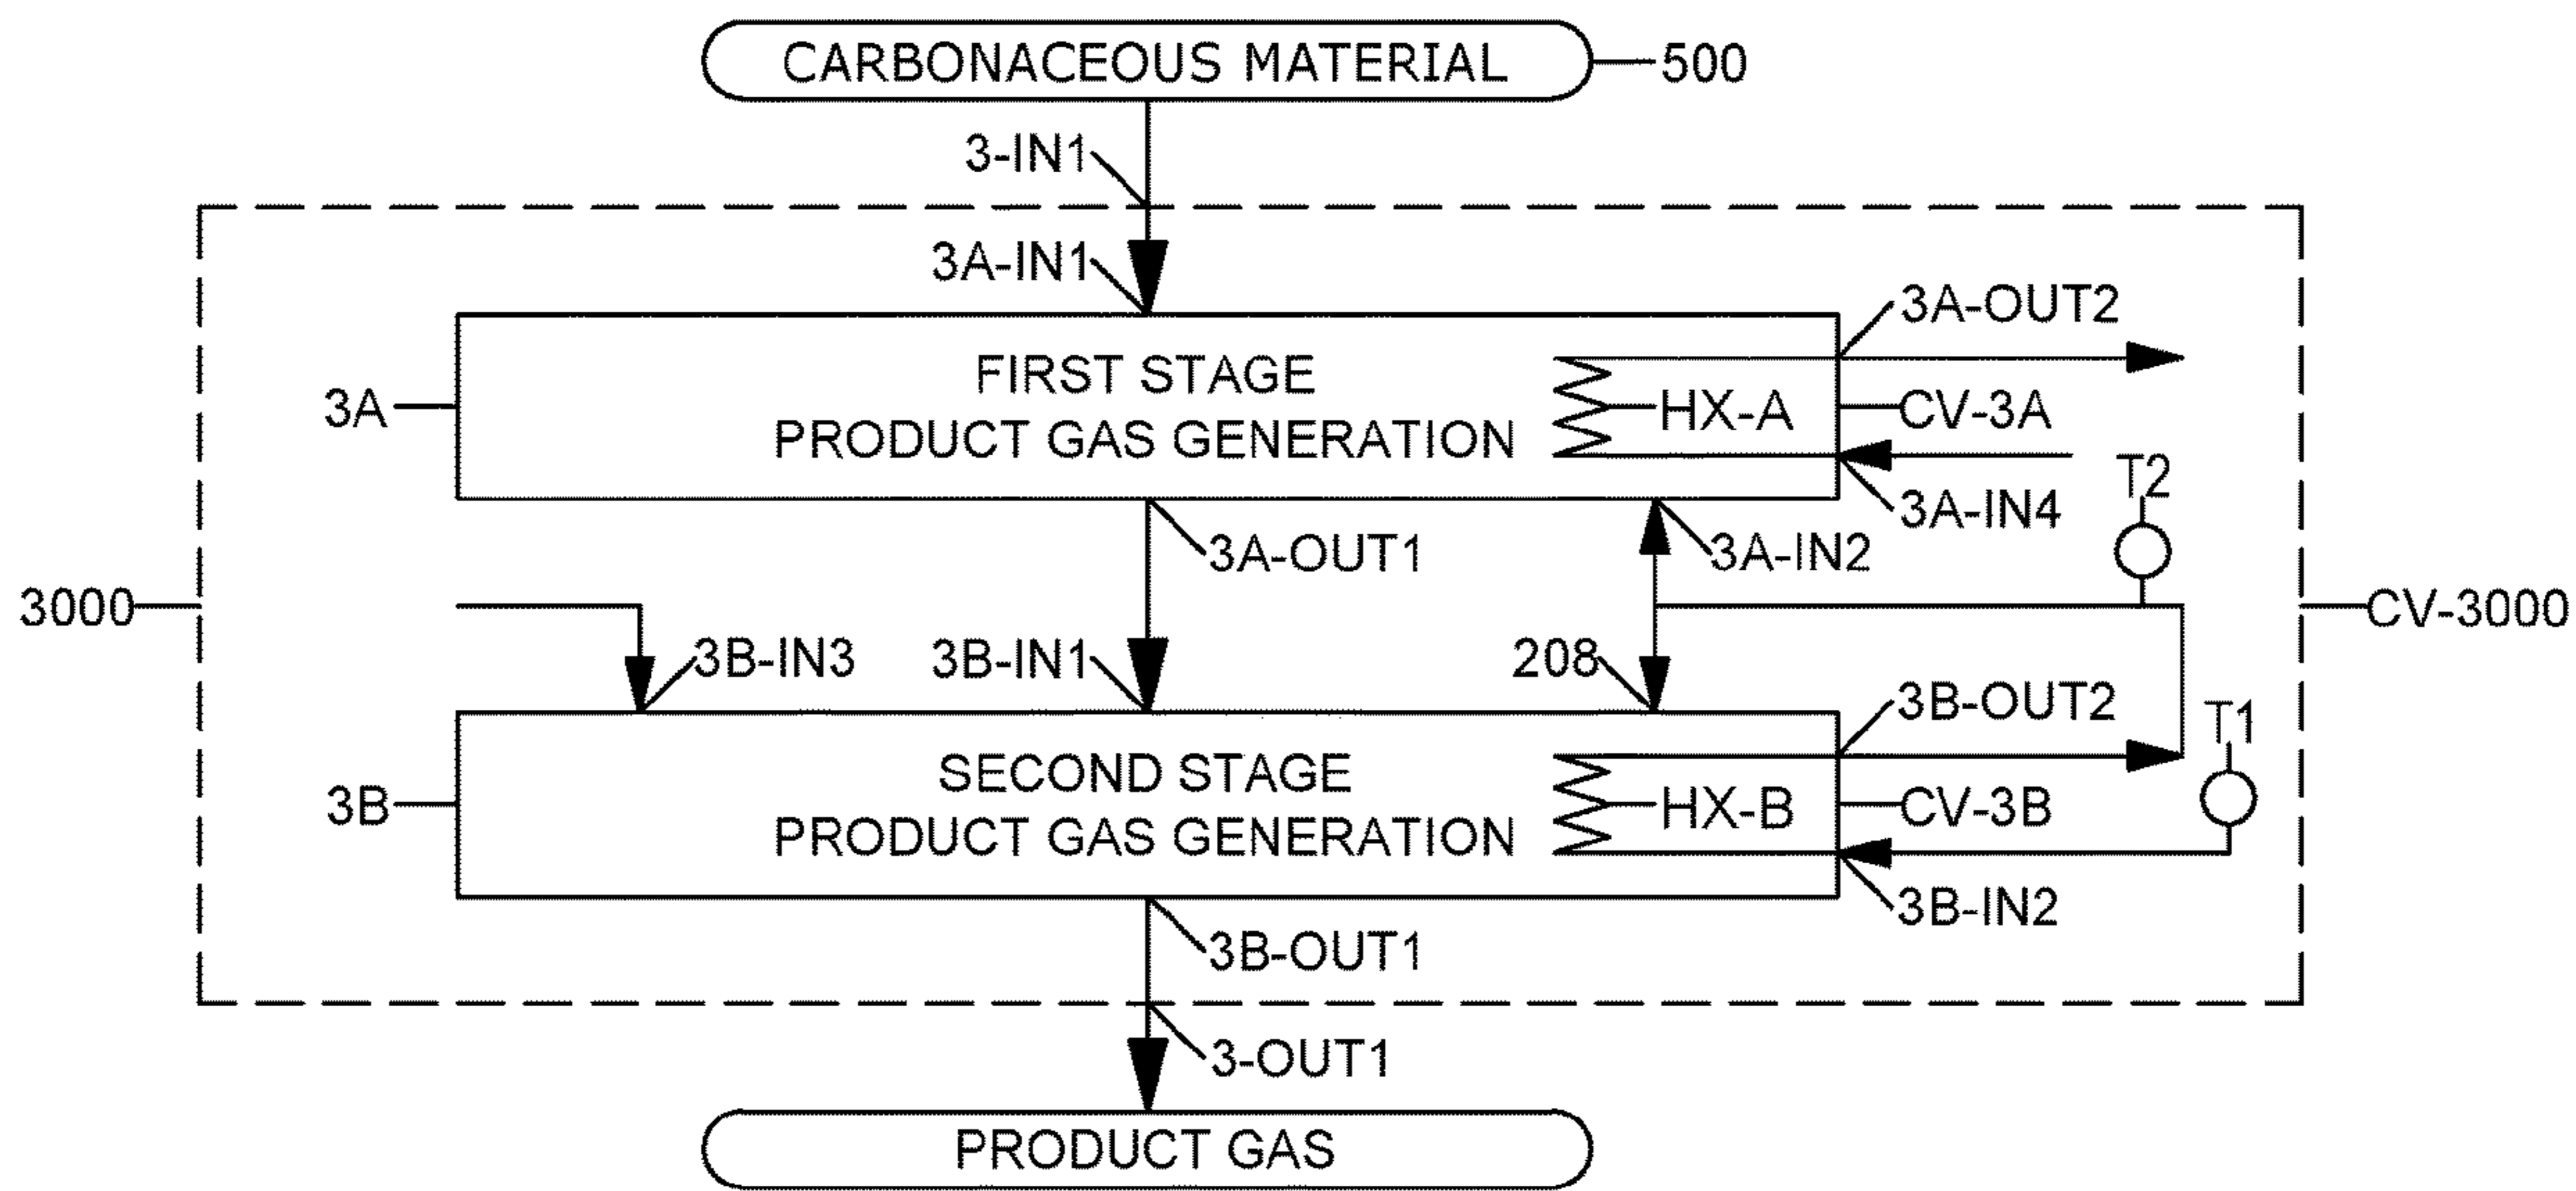 CARBONACEOUS MATERIAL
500
3-IN1
3A-IN1
3A-OUT2
FIRST STAGE
3A
HX-A
CV-3A
PRODUCT GAS GENERATION
T2
3A-IN4
3A-OUT1
3A-IN2
3000
CV-3000
3B-IN3
3B-IN1
208
3B-OUT2
T1
SECOND STAGE
3B
HX-B
CV-3B
PRODUCT GAS GENERATION
3B-IN2
3B-OUT1
3-OUT1
PRODUCT GAS